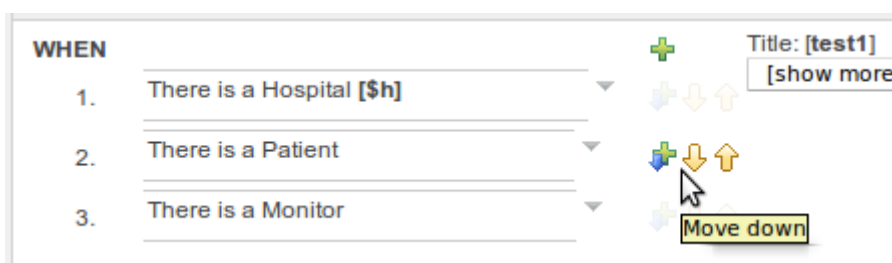 WHEN
Title: [test1]
1. There is a Hospital [$h]
[show more
2. There is a Patient
3. There is a Monitor
Move down